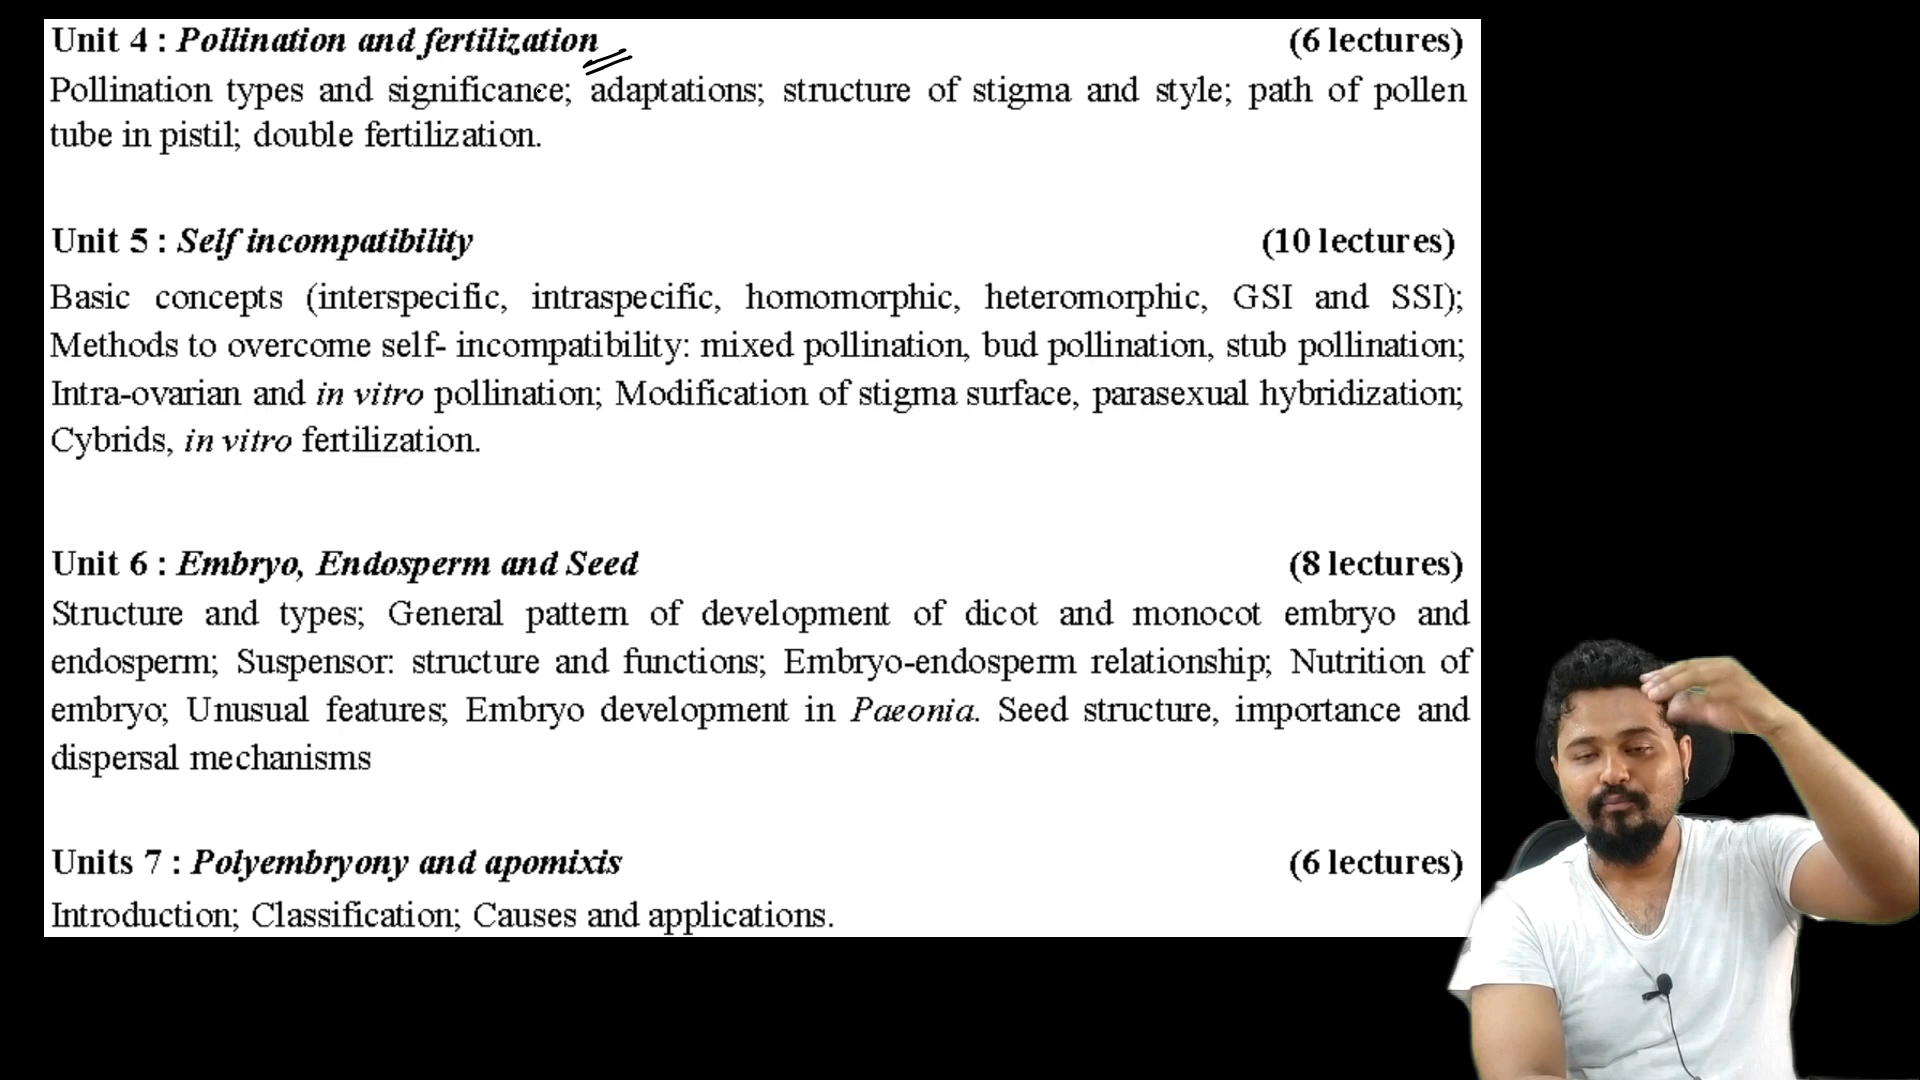 Unit 4 : Pollination and fertilization (6 lectures)
Pollination types and significance; adaptations; structure of stigma and style; path of pollen
tube in pistil; double fertilization.
Unit 5 : Self incompatibility (10 lectures)
Basic concepts (interspecific, intraspecific, homomorphic, heteromorphic, GSI and SSI);
Methods to overcome self- incompatibility: mixed pollination, bud pollination, stub pollination;
Intra-ovarian and in vitro pollination; Modification of stigma surface, parasexual hybridization;
Cybrids, in vitro fertilization.
Unit 6 : Embryo, Endosperm and Seed (8 lectures)
Structure and types; General pattern of development of dicot and monocot embryo and
endosperm; Suspensor: structure and functions; Embryo-endosperm relationship; Nutrition of
embryo; Unusual features; Embryo development in Paeonia. Seed structure, importance and
dispersal mechanisms
Units 7 : Polyembryony and apomixis (6 lectures)
Introduction; Classification; Causes and applications.